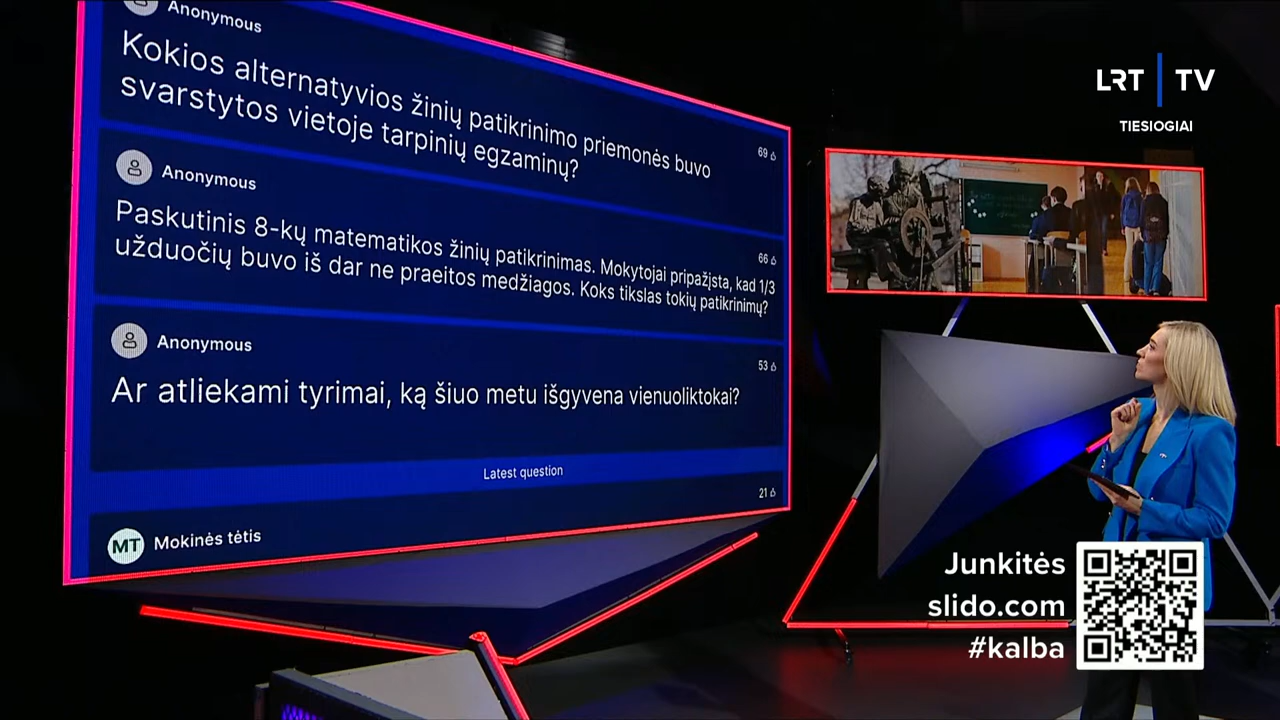 Anonymous
Kokios alternatyvios žinių patikrinimo priemonės buvo
svarstytos vietoje tarpinių egzaminų?
69
Anonymous
Paskutinis 8-kų matematikos žinių patikrinimas. Mokytojai pripažįsta, kad 1/3
užduočių buvo iš dar ne praeitos medžiagos. Koks tikslas tokių patikrinimų?
66
Anonymous
Ar atliekami tyrimai, ką šiuo metu išgyvena vienuoliktokai?
53
Latest question
MT Mokinės tėtis
21
LRT TV
TIESIOGIAI
Junkitės
slido.com
#kalba